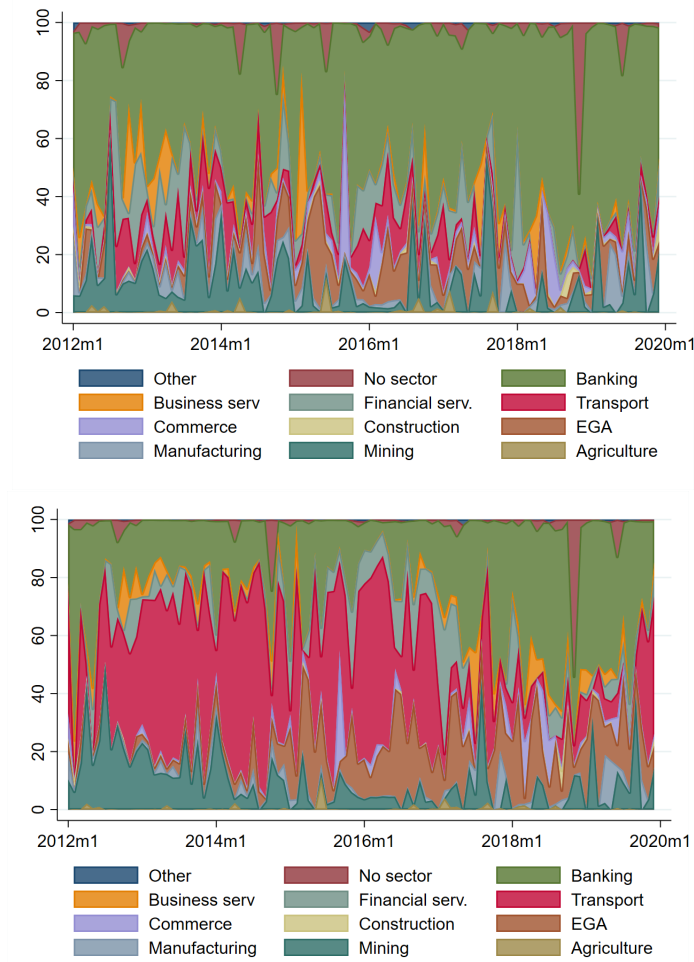 100
80
60
40
20
0
2012m1 2014m1 2016m1 2018m1 2020m1
Other No sector Banking
Business serv Financial serv. Transport
Commerce Construction EGA
Manufacturing Mining Agriculture
100
80
60
40
20
0
2012m1 2014m1 2016m1 2018m1 2020m1
Other No sector Banking
Business serv Financial serv. Transport
Commerce Construction EGA
Manufacturing Mining Agriculture